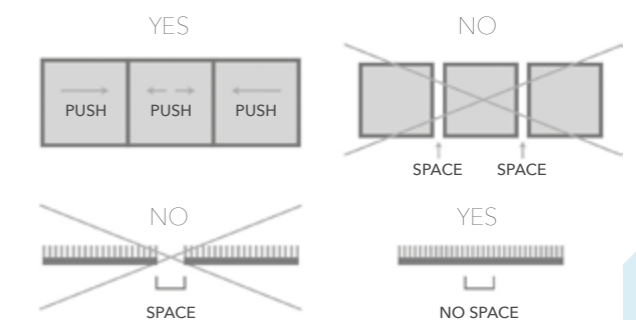 YES
NO
PUSH
PUSH
PUSH
SPACE
SPACE
NO
YES
SPACE
NO SPACE